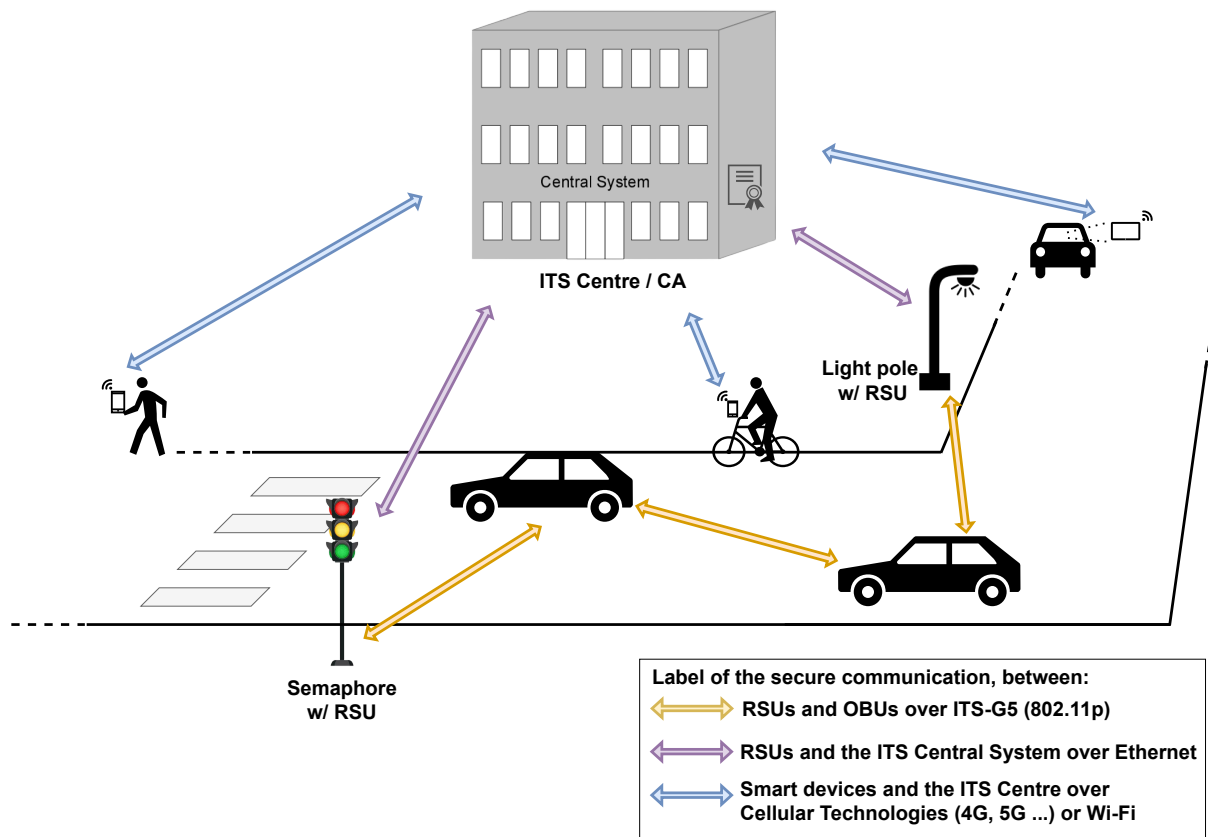 Central System
ITS Centre / CA
Light pole
w/ RSU
Semaphore
w/ RSU
Label of the secure communication, between:
RSUs and OBUs over ITS-G5 (802.11p)
RSUs and the ITS Central System over Ethernet
Smart devices and the ITS Centre over
Cellular Technologies (4G, 5G ...) or Wi-Fi